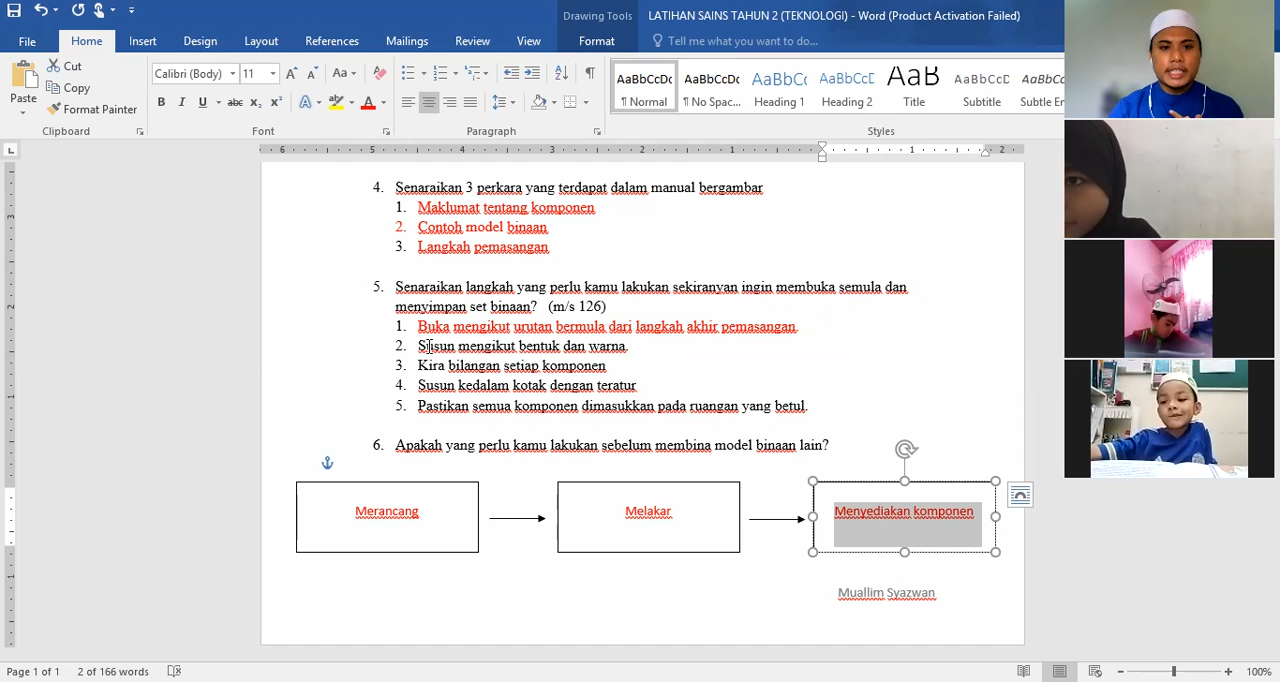 Drawing Tools
LATIHAN SAINS TAHUN 2 (TEKNOLOGI) - Word (Product Activation Failed)
File Home Insert Design Layout References Mailings Review View Format Tell me what you want to do...
Paste
Cut
Copy
Format Painter
Calibri (Body) 11
AaBbCcDc ¶ Normal
AaBbCcDc ¶ No Spac...
AaBbC( Heading 1
AaBbCcC Heading 2
AaB Title
AaBbCcD Subtitle
AaBbCcD Subtle Em
Clipboard Font Paragraph Styles
4. Senaraikan 3 perkara yang terdapat dalam manual bergambar
1. Maklumat tentang komponen
2. Contoh model binaan
3. Langkah pemasangan
5. Senaraikan langkah yang perlu kamu lakukan sekiranyan ingin membuka semula dan
menyimpan set binaan? (m/s 126)
1. Buka mengikut urutan bermula dari langkah akhir pemasangan.
2. Susun mengikut bentuk dan warna.
3. Kira bilangan setiap komponen
4. Susun kedalam kotak dengan teratur
5. Pastikan semua komponen dimasukkan pada ruangan yang betul.
6. Apakah yang perlu kamu lakukan sebelum membina model binaan lain?
Merancang
Melakar
Menyediakan komponen
Muallim Syazwan
Page 1 of 1 2 of 166 words 100%